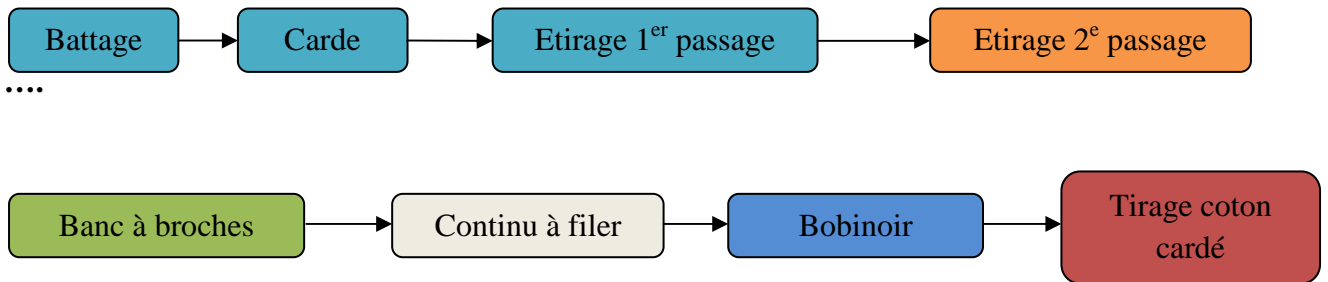 Battage
Carde
Etirage 1er passage
Etirage 2e passage
....
Banc à broches
Continu à filer
Bobinoir
Tirage coton
cardé